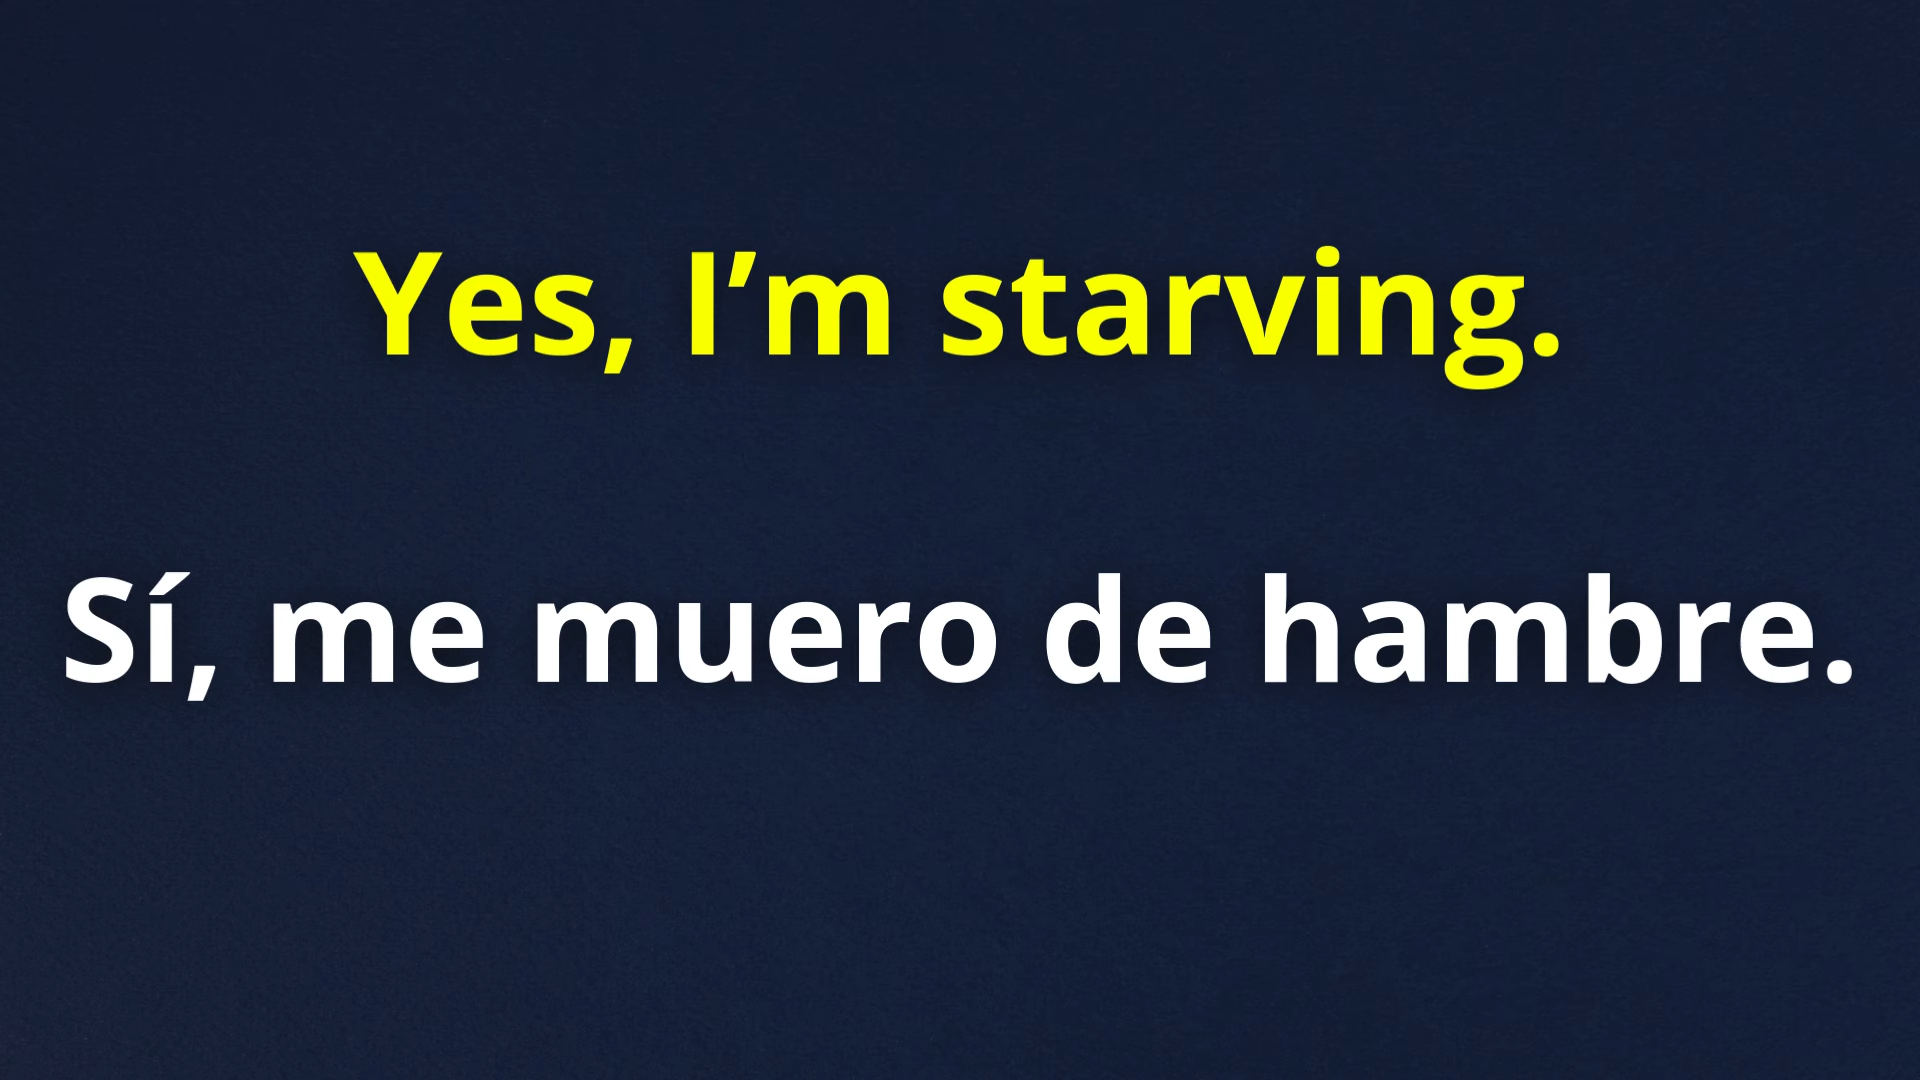 Yes, I’m starving.
Sí, me muero de hambre.